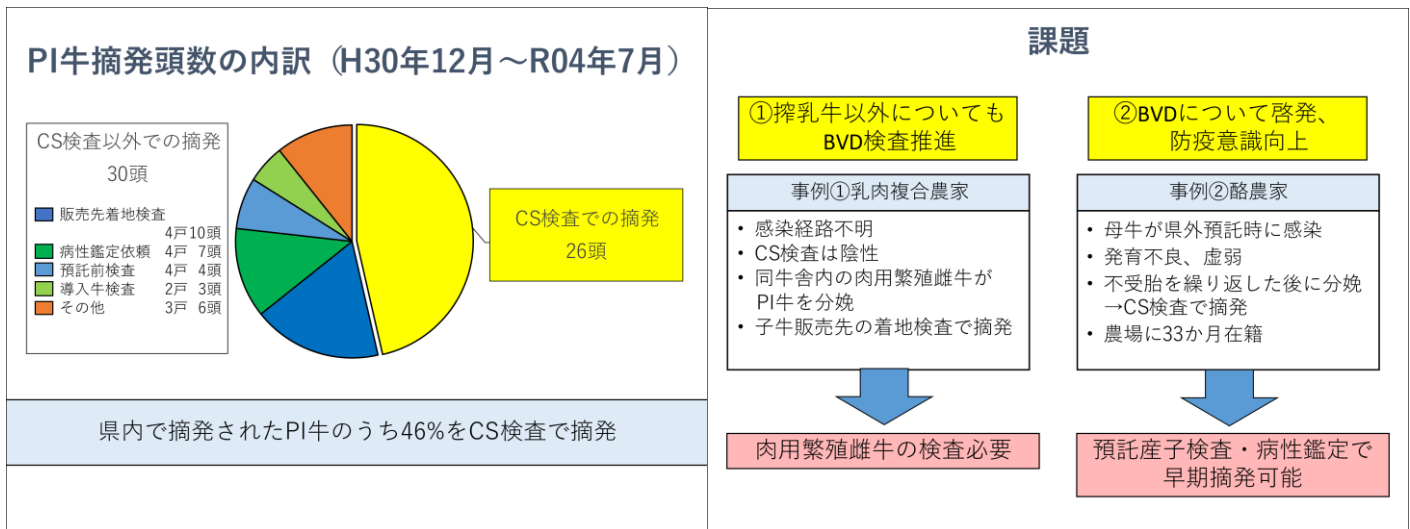 PI牛摘発頭数の内訳（H30年12月～R04年7月）
CS検査以外での摘発
30頭
販売先着地検査
4戸10頭
病性鑑定依頼 4戸 7頭
預託前検査 4戸 4頭
導入牛検査 2戸 3頭
その他 3戸 6頭
CS検査での摘発
26頭
県内で摘発されたPI牛のうち46%をCS検査で摘発
課題
①搾乳牛以外についても
BVD検査推進
事例①乳肉複合農家
• 感染経路不明
• CS検査は陰性
• 同牛舎内の肉用繁殖雌牛が
PI牛を分娩
• 子牛販売先の着地検査で摘発
肉用繁殖雌牛の検査必要
②BVDについて啓発、
防疫意識向上
事例②酪農家
• 母牛が県外預託時に感染
• 発育不良、虚弱
• 不受胎を繰り返した後に分娩
→CS検査で摘発
• 農場に33か月在籍
預託産子検査・病性鑑定で
早期摘発可能